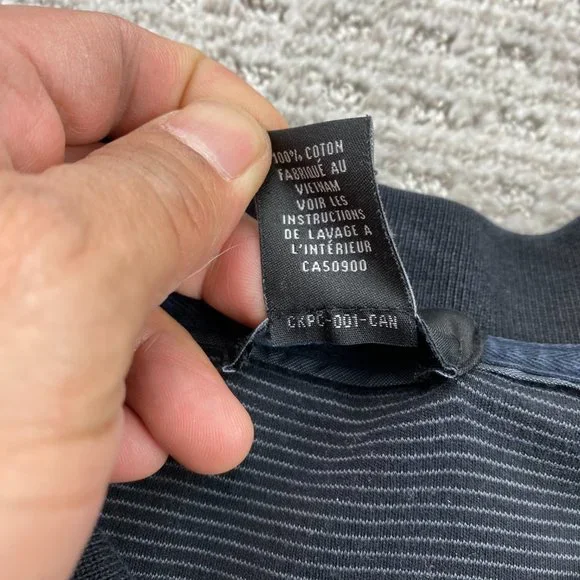 100% COTON
FABRIQUÉ AU
VIETNAM
VOIR LES
INSTRUCTIONS
DE LAVAGE A
L'INTÉRIEUR
CA50900
CKPC-001-CAN